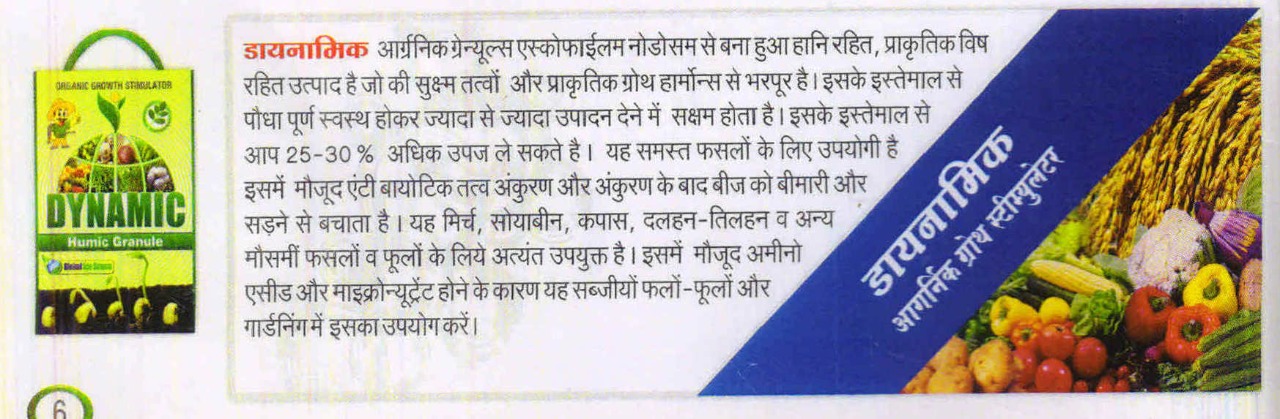 ORGANIC GROWTH STIMULATOR
DYNAMIC
Humic Granule
डायनामिक आर्ग्रनिक ग्रेन्यूल्स एस्कोफाईलम नोडोसम से बना हुआ हानि रहित, प्राकृतिक विष
रहित उत्पाद है जो की सुक्ष्म तत्वों और प्राकृतिक ग्रोथ हार्मोन्स से भरपूर है। इसके इस्तेमाल से
पौधा पूर्ण स्वस्थ होकर ज्यादा से ज्यादा उपादन देने में सक्षम होता है। इसके इस्तेमाल से
आप 25-30 % अधिक उपज ले सकते है। यह समस्त फसलों के लिए उपयोगी है
इसमें मौजूद एंटी बायोटिक तत्व अंकुरण और अंकुरण के बाद बीज को बीमारी और
सड़ने से बचाता है। यह मिर्च, सोयाबीन, कपास, दलहन-तिलहन व अन्य
मौसमीं फसलों व फूलों के लिये अत्यंत उपयुक्त है। इसमें मौजूद अमीनो
एसीड और माइक्रोन्यूट्रेंट होने के कारण यह सब्जीयों फलों-फूलों और
गार्डनिंग में इसका उपयोग करें।
डायनामिक
आगर्निक ग्रोथ स्टीम्युलेटर
6